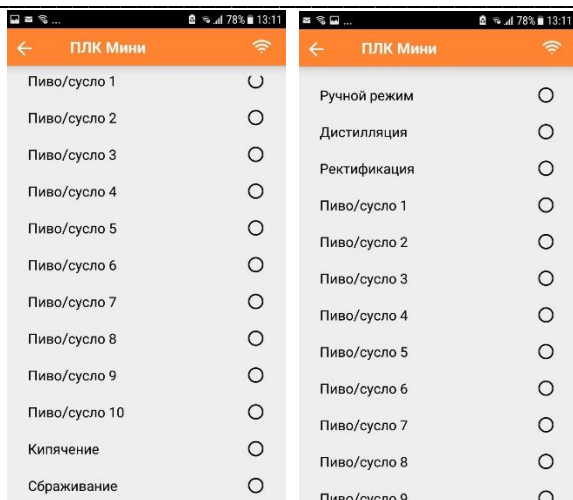 ... 78% 13:11
ПЛК Мини
Пиво/сусло 1
Пиво/сусло 2
Пиво/сусло 3
Пиво/сусло 4
Пиво/сусло 5
Пиво/сусло 6
Пиво/сусло 7
Пиво/сусло 8
Пиво/сусло 9
Пиво/сусло 10
Кипячение
Сбраживание
... 78% 13:11
ПЛК Мини
Ручной режим
Дистилляция
Ректификация
Пиво/сусло 1
Пиво/сусло 2
Пиво/сусло 3
Пиво/сусло 4
Пиво/сусло 5
Пиво/сусло 6
Пиво/сусло 7
Пиво/сусло 8
Пиво/сусло 9